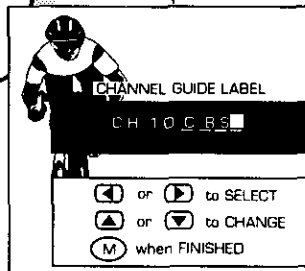 CHANNEL GUIDE LABEL
CH 10 CBS
or to SELECT
or to CHANGE
M when FINISHED